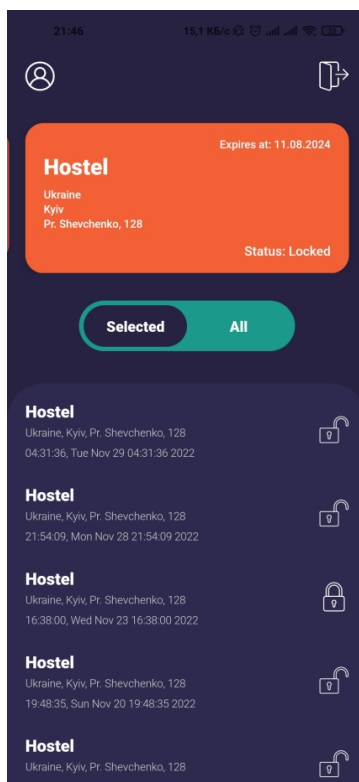 21:46 15,1 КБ/с 33
Expires at: 11.08.2024
Hostel
Ukraine
Kyiv
Pr. Shevchenko, 128
Status: Locked
Selected All
Hostel
Ukraine, Kyiv, Pr. Shevchenko, 128
04:31:36, Tue Nov 29 04:31:36 2022
Hostel
Ukraine, Kyiv, Pr. Shevchenko, 128
21:54:09, Mon Nov 28 21:54:09 2022
Hostel
Ukraine, Kyiv, Pr. Shevchenko, 128
16:38:00, Wed Nov 23 16:38:00 2022
Hostel
Ukraine, Kyiv, Pr. Shevchenko, 128
19:48:35, Sun Nov 20 19:48:35 2022
Hostel
Ukraine, Kyiv, Pr. Shevchenko, 128